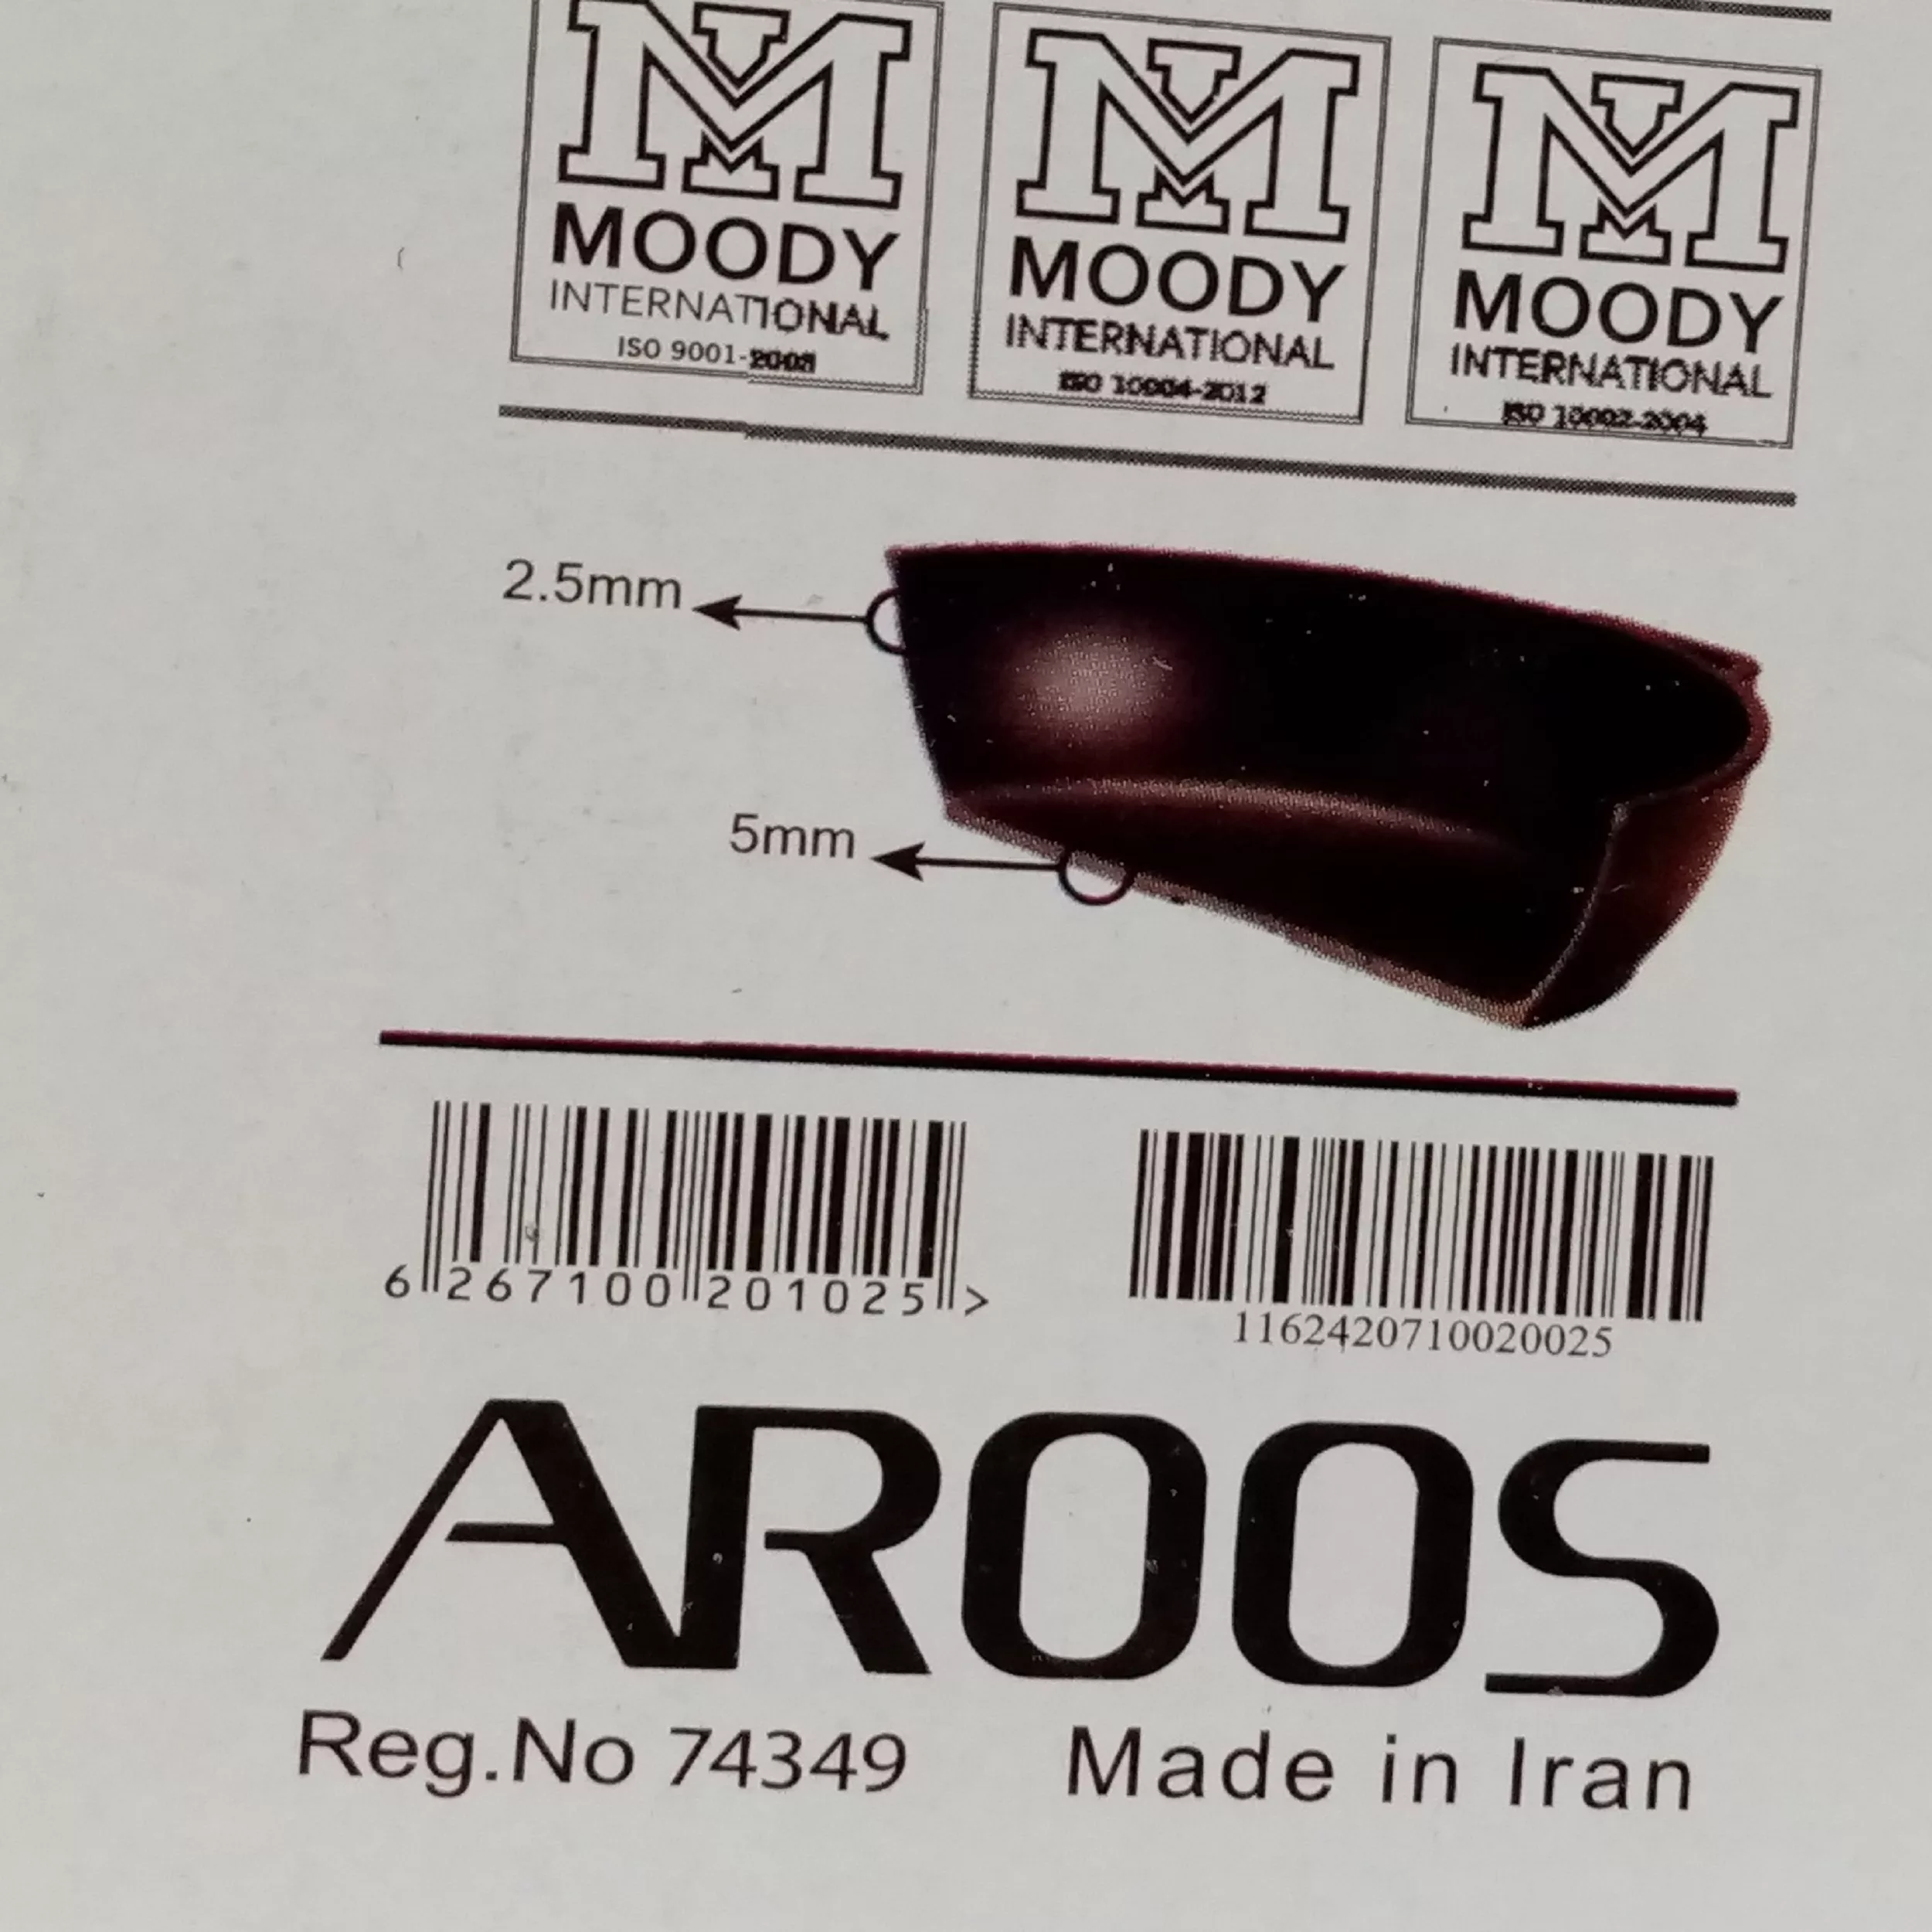 MOODY
INTERNATIONAL
ISO 9001-2008
MOODY
INTERNATIONAL
ISO 10004-2012
MOODY
INTERNATIONAL
ISO 10002-2004
2.5mm
5mm
6 267100 201025 >
1162420710020025
AROOS
Reg.No 74349 Made in Iran